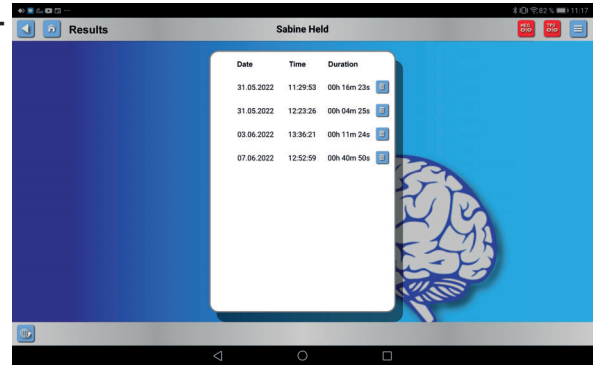 82 % 11:17
Results Sabine Held
Date Time Duration
31.05.2022 11:29:53 00h 16m 23s
31.05.2022 12:23:26 00h 04m 25s
03.06.2022 13:36:21 00h 11m 24s
07.06.2022 12:52:59 00h 40m 50s